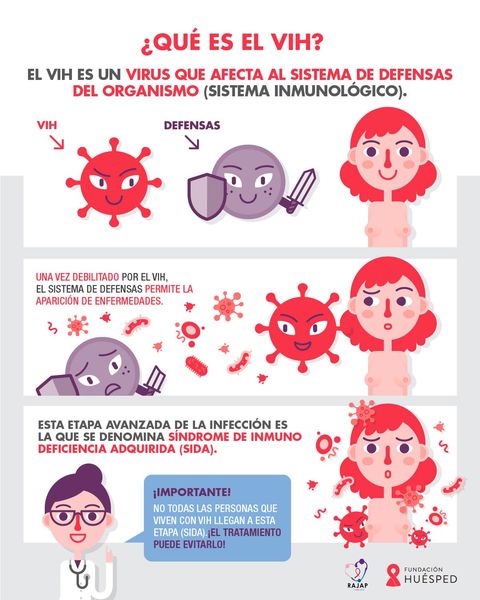 ¿QUÉ ES EL VIH?
EL VIH ES UN VIRUS QUE AFECTA AL SISTEMA DE DEFENSAS
DEL ORGANISMO (SISTEMA INMUNOLÓGICO).
VIH
DEFENSAS
UNA VEZ DEBILITADO POR EL VIH,
EL SISTEMA DE DEFENSAS PERMITE LA
APARICIÓN DE ENFERMEDADES.
ESTA ETAPA AVANZADA DE LA INFECCIÓN ES
LA QUE SE DENOMINA SÍNDROME DE INMUNO
DEFICIENCIA ADQUIRIDA (SIDA).
¡IMPORTANTE!
NO TODAS LAS PERSONAS QUE
VIVEN CON VIH LLEGAN A ESTA
ETAPA (SIDA). ¡EL TRATAMIENTO
PUEDE EVITARLO!
RAJAP
FUNDACIÓN
HUÉSPED